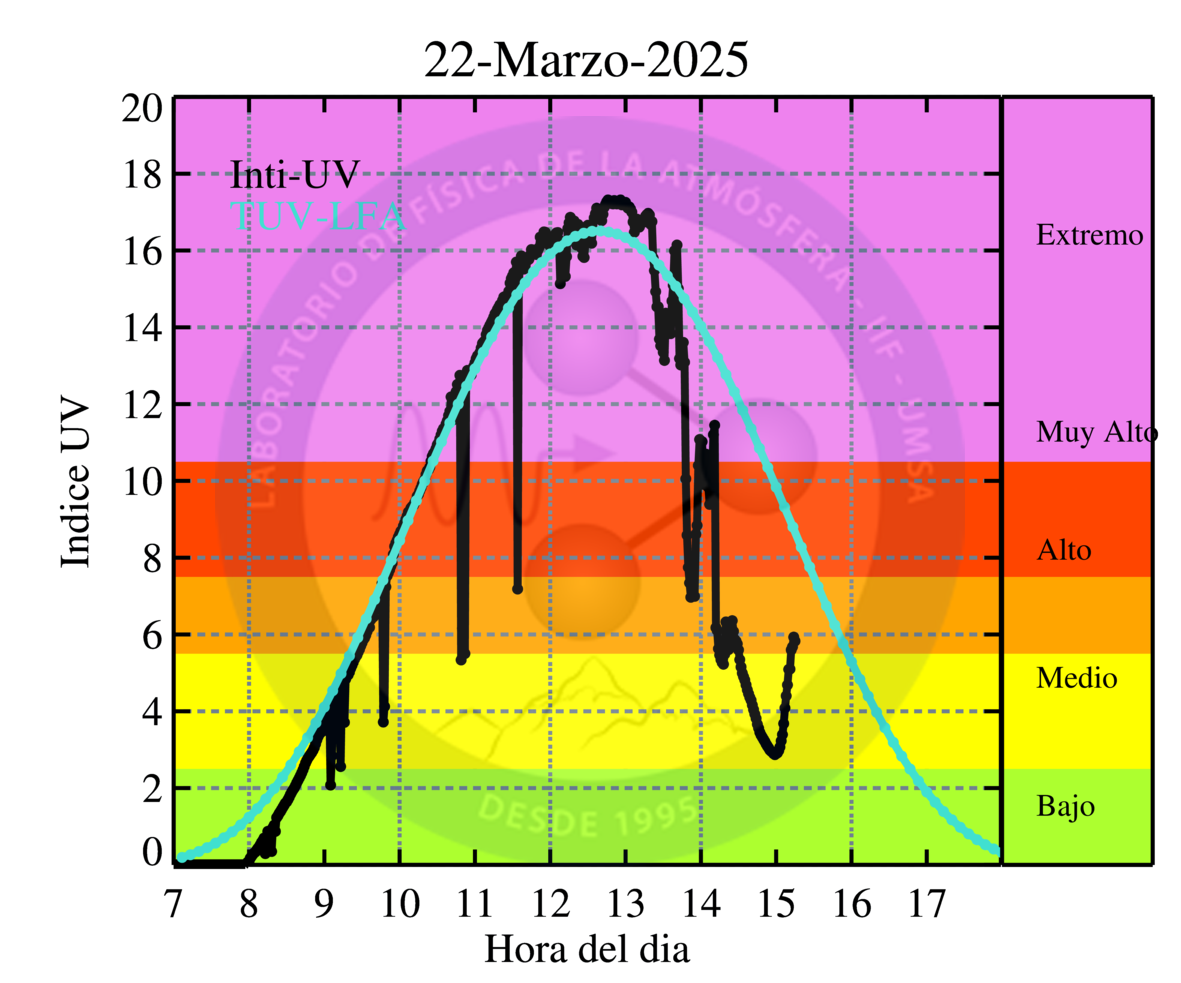 22-Marzo-2025
Inti-UV
TUV-LFA
LABORATORIO DE FÍSICA DE LA ATMÓSFERA - IIF - UMSA
DESDE 1995
Indice UV
20
18
16
14
12
10
8
6
4
2
0
Extremo
Muy Alto
Alto
Medio
Bajo
7 8 9 10 11 12 13 14 15 16 17
Hora del dia